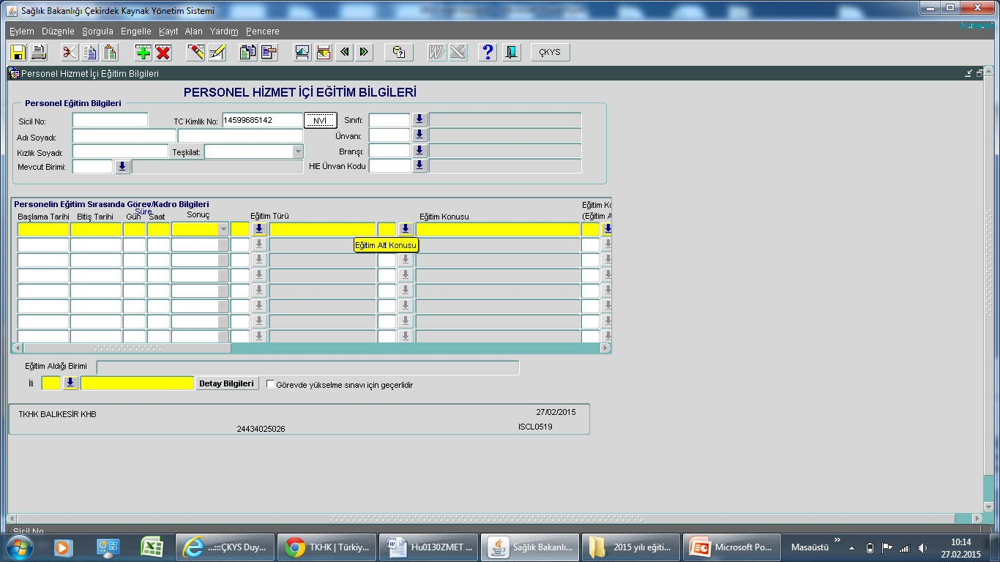 Sağlık Bakanlığı Çekirdek Kaynak Yönetim Sistemi
Eylem Düzenle Sorgula Engelle Kayıt Alan Yardım Pencere
ÇKYS
Personel Hizmet İçi Eğitim Bilgileri
PERSONEL HİZMET İÇİ EĞİTİM BİLGİLERİ
Personel Eğitim Bilgileri
Sicil No: TC Kimlik No: 14599685142 NVİ Sınıfı:
Adı Soyadı: Ünvanı:
Kızlık Soyadı: Teşkilat: Branşı:
Mevcut Birimi: HIE Ünvan Kodu
Personelin Eğitim Sırasında Görev/Kadro Bilgileri
Eğitim Ko
Süre
Başlama Tarihi Bitiş Tarihi Gün Saat Sonuç Eğitim Türü Eğitim Konusu (Eğitim A
Eğitim Alt Konusu
Eğitim Aldığı Birimi
İli Detay Bilgileri Görevde yükselme sınavı için geçerlidir
TKHK BALIKESİR KHB 27/02/2015
24434025026 ISCL0519
Sicil No
...:::ÇKYS Duy... TKHK | Türkiy... Hu0130ZMET ... Sağlık Bakanlı... 2015 yılı eğiti... Microsoft Po... Masaüstü 10:14
27.02.2015